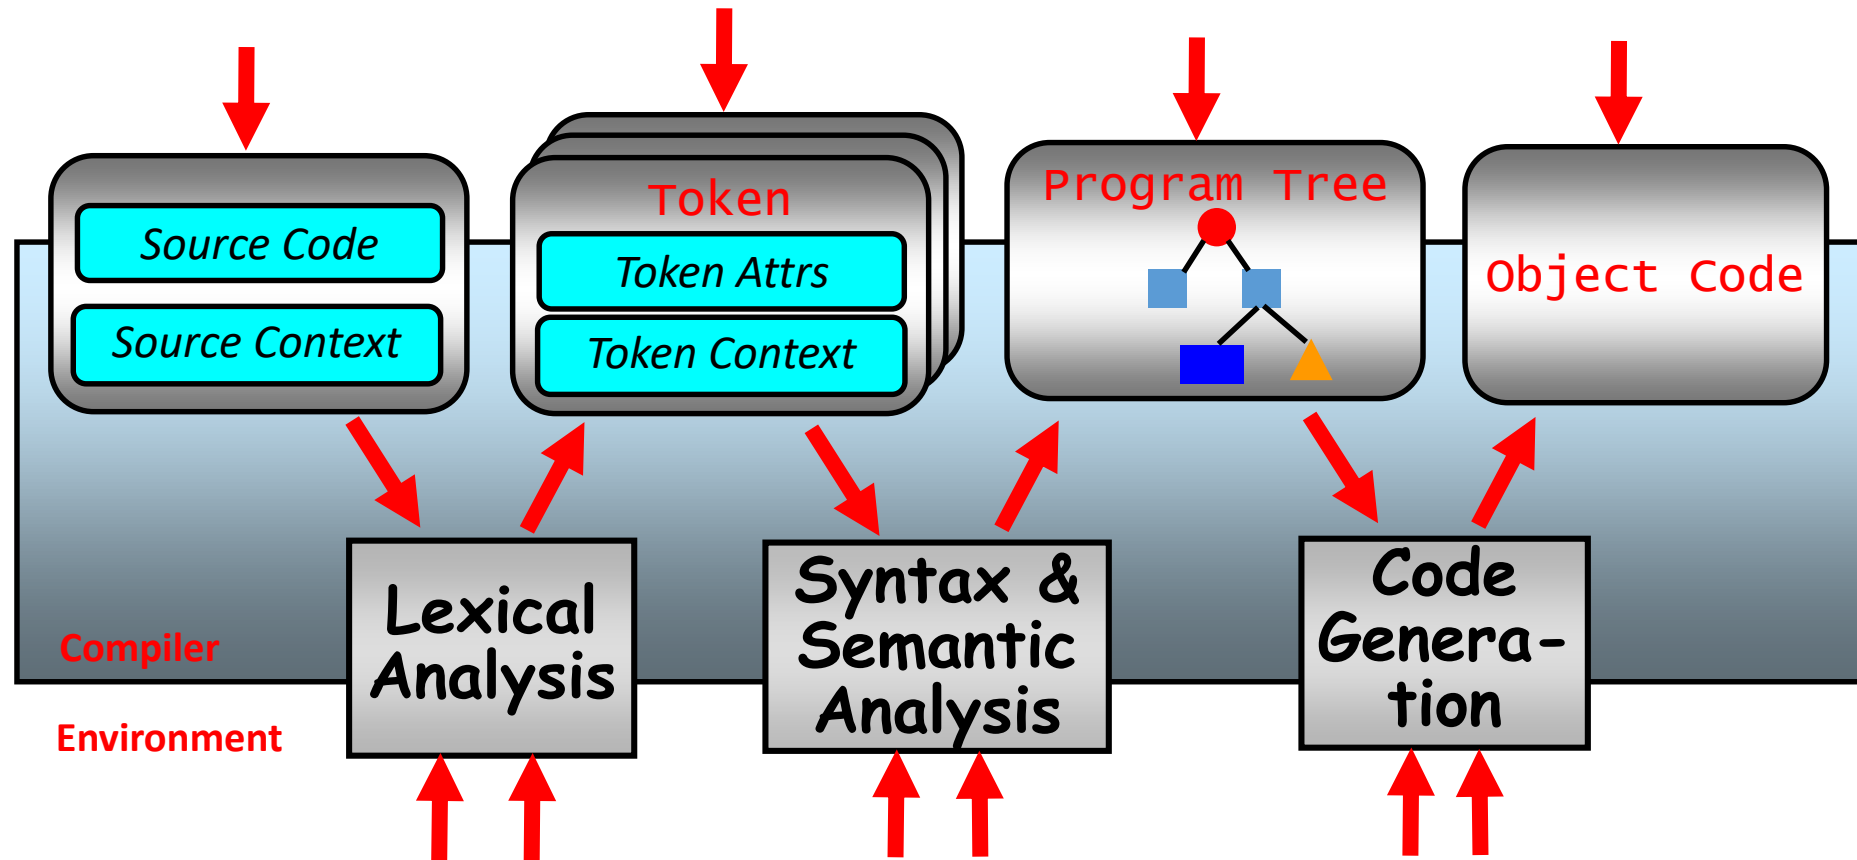 Source Code
Source Context
Token
Token Attrs
Token Context
Program Tree
Object Code
Lexical
Analysis
Syntax &
Semantic
Analysis
Code
Genera-
tion
Compiler
Environment